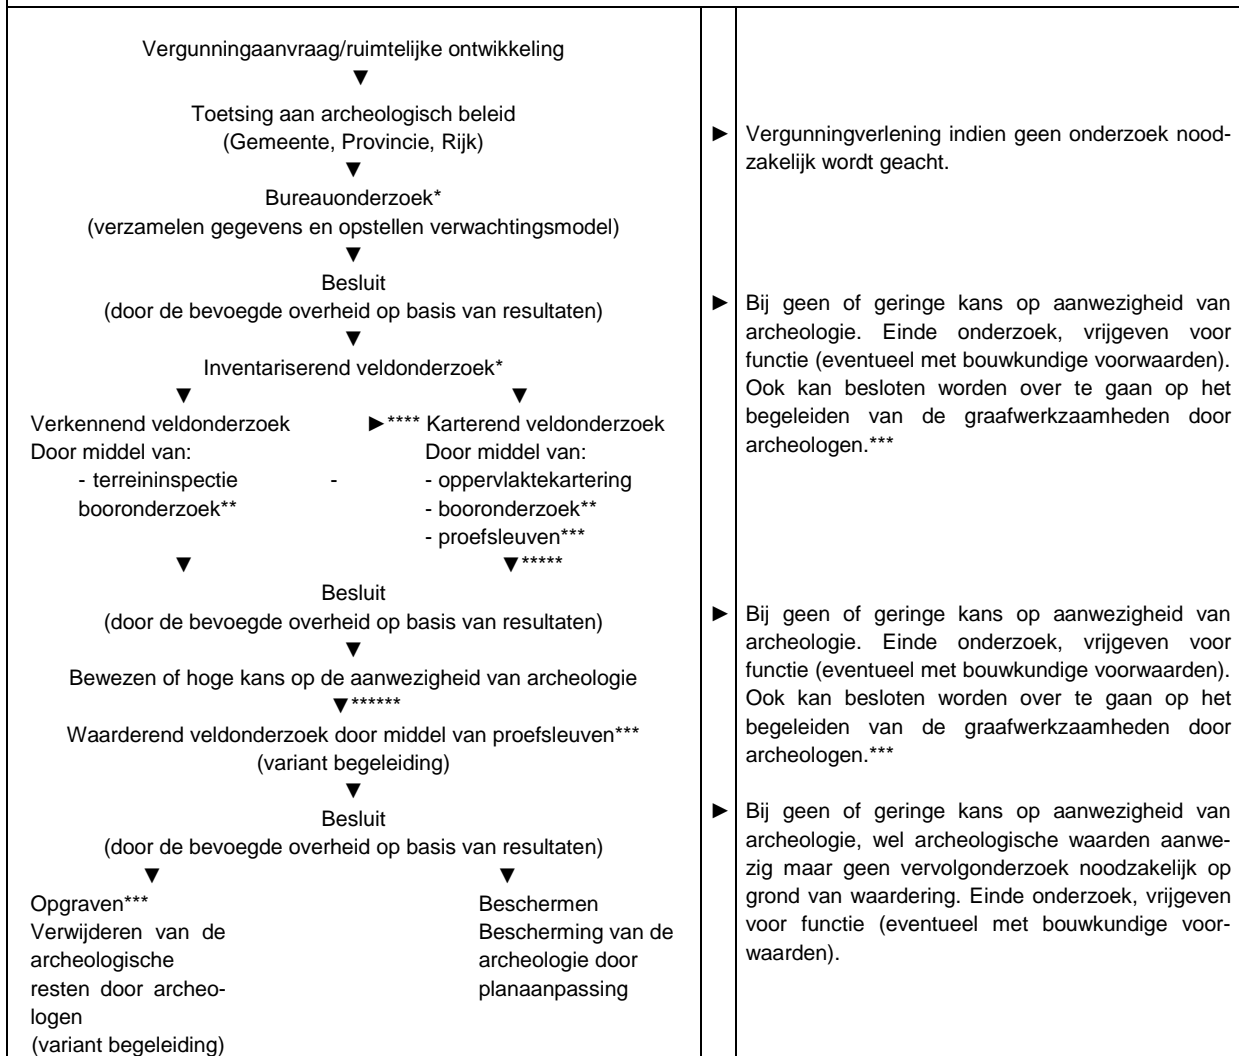 Vergunningaanvraag/ruimtelijke ontwikkeling
▼
Toetsing aan archeologisch beleid
(Gemeente, Provincie, Rijk)
▼
Bureauonderzoek*
(verzamelen gegevens en opstellen verwachtingsmodel)
▼
Besluit
(door de bevoegde overheid op basis van resultaten)
▼
Inventariserend veldonderzoek*
▼ ▼
Verkennend veldonderzoek ►**** Karterend veldonderzoek
Door middel van: Door middel van:
- terreininspectie - - oppervlaktekartering
booronderzoek** - booronderzoek**
- proefsleuven***
▼ ▼*****
Besluit
(door de bevoegde overheid op basis van resultaten)
▼
Bewezen of hoge kans op de aanwezigheid van archeologie
▼******
Waarderend veldonderzoek door middel van proefsleuven***
(variant begeleiding)
▼
Besluit
(door de bevoegde overheid op basis van resultaten)
▼ ▼
Opgraven*** Beschermen
Verwijderen van de Bescherming van de
archeologische archeologie door
resten door archeo- planaanpassing
logen
(variant begeleiding)
► Vergunningverlening indien geen onderzoek nood-
zakelijk wordt geacht.
► Bij geen of geringe kans op aanwezigheid van
archeologie. Einde onderzoek, vrijgeven voor
functie (eventueel met bouwkundige voorwaarden).
Ook kan besloten worden over te gaan op het
begeleiden van de graafwerkzaamheden door
archeologen.***
► Bij geen of geringe kans op aanwezigheid van
archeologie. Einde onderzoek, vrijgeven voor
functie (eventueel met bouwkundige voorwaarden).
Ook kan besloten worden over te gaan op het
begeleiden van de graafwerkzaamheden door
archeologen.***
► Bij geen of geringe kans op aanwezigheid van
archeologie, wel archeologische waarden aanwe-
zig maar geen vervolgonderzoek noodzakelijk op
grond van waardering. Einde onderzoek, vrijgeven
voor functie (eventueel met bouwkundige voor-
waarden).